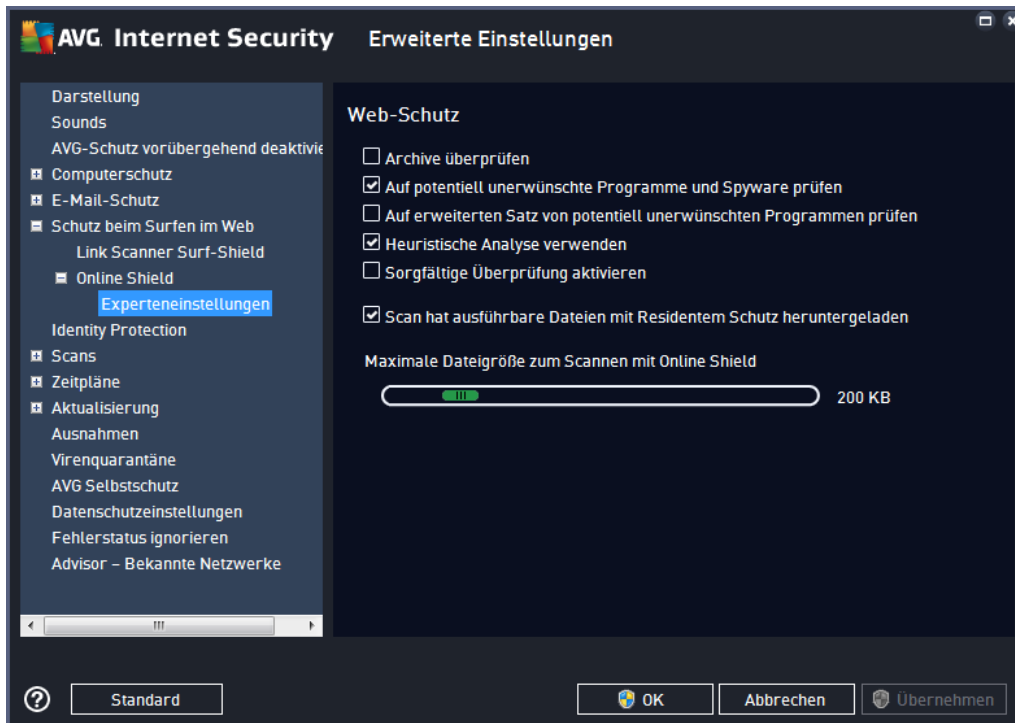 AVG. Internet Security Erweiterte Einstellungen
Darstellung
Sounds
AVG-Schutz vorübergehend deaktivie
Computerschutz
E-Mail-Schutz
Schutz beim Surfen im Web
Link Scanner Surf-Shield
Online Shield
Experteneinstellungen
Identity Protection
Scans
Zeitpläne
Aktualisierung
Ausnahmen
Virenquarantäne
AVG Selbstschutz
Datenschutzeinstellungen
Fehlerstatus ignorieren
Advisor – Bekannte Netzwerke
Web-Schutz
Archive überprüfen
Auf potentiell unerwünschte Programme und Spyware prüfen
Auf erweiterten Satz von potentiell unerwünschten Programmen prüfen
Heuristische Analyse verwenden
Sorgfältige Überprüfung aktivieren
Scan hat ausführbare Dateien mit Residentem Schutz heruntergeladen
Maximale Dateigröße zum Scannen mit Online Shield
200 KB
? Standard OK Abbrechen Übernehmen